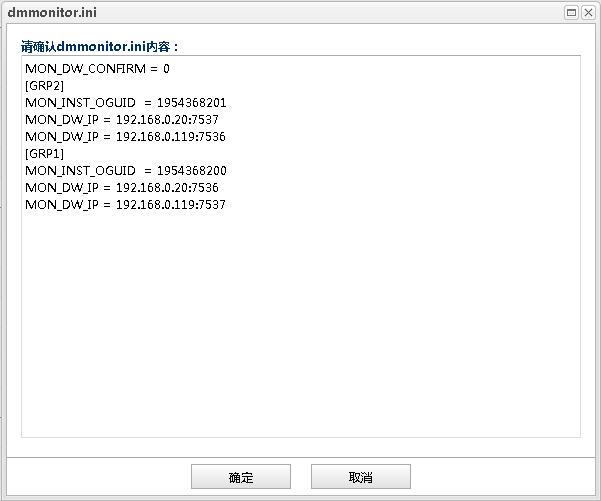 dmmonitor.ini
请确认dmmonitor.ini内容：
MON_DW_CONFIRM = 0
[GRP2]
MON_INST_OGUID  = 1954368201
MON_DW_IP = 192.168.0.20:7537
MON_DW_IP = 192.168.0.119:7536
[GRP1]
MON_INST_OGUID  = 1954368200
MON_DW_IP = 192.168.0.20:7536
MON_DW_IP = 192.168.0.119:7537
确定 取消